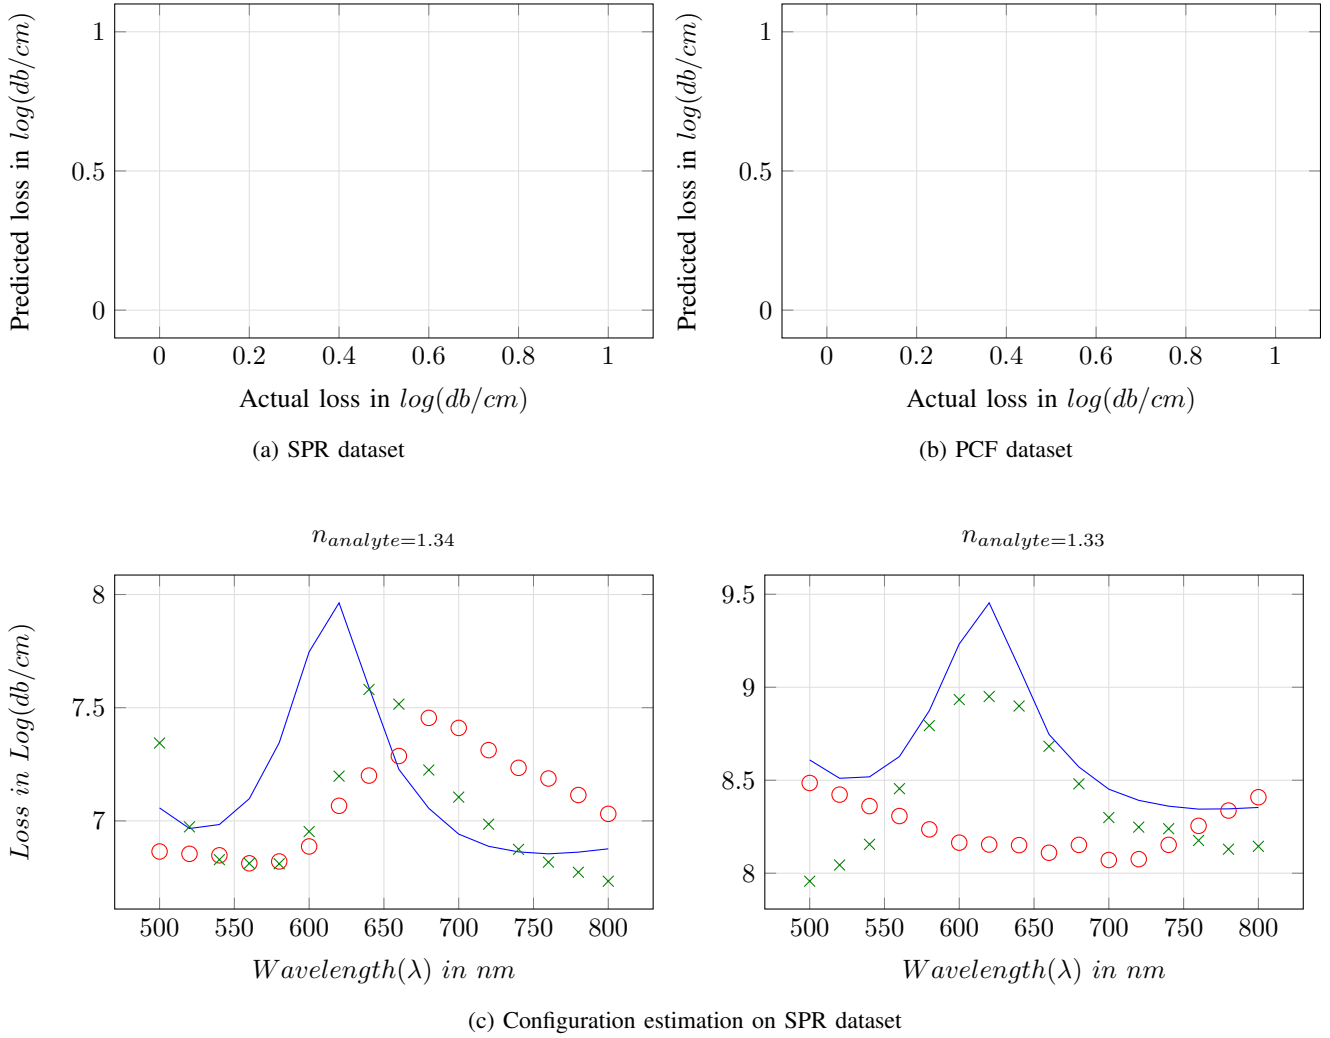 Predicted loss in log(db/cm)
1
0.5
0
0 0.2 0.4 0.6 0.8 1
Actual loss in log(db/cm)
(a) SPR dataset
Predicted loss in log(db/cm)
1
0.5
0
0 0.2 0.4 0.6 0.8 1
Actual loss in log(db/cm)
(b) PCF dataset
n_{analyte=1.34}
Loss in Log(db/cm)
8
7.5
7
500 550 600 650 700 750 800
Wavelength(λ) in nm
n_{analyte=1.33}
9.5
9
8.5
8
500 550 600 650 700 750 800
Wavelength(λ) in nm
(c) Configuration estimation on SPR dataset